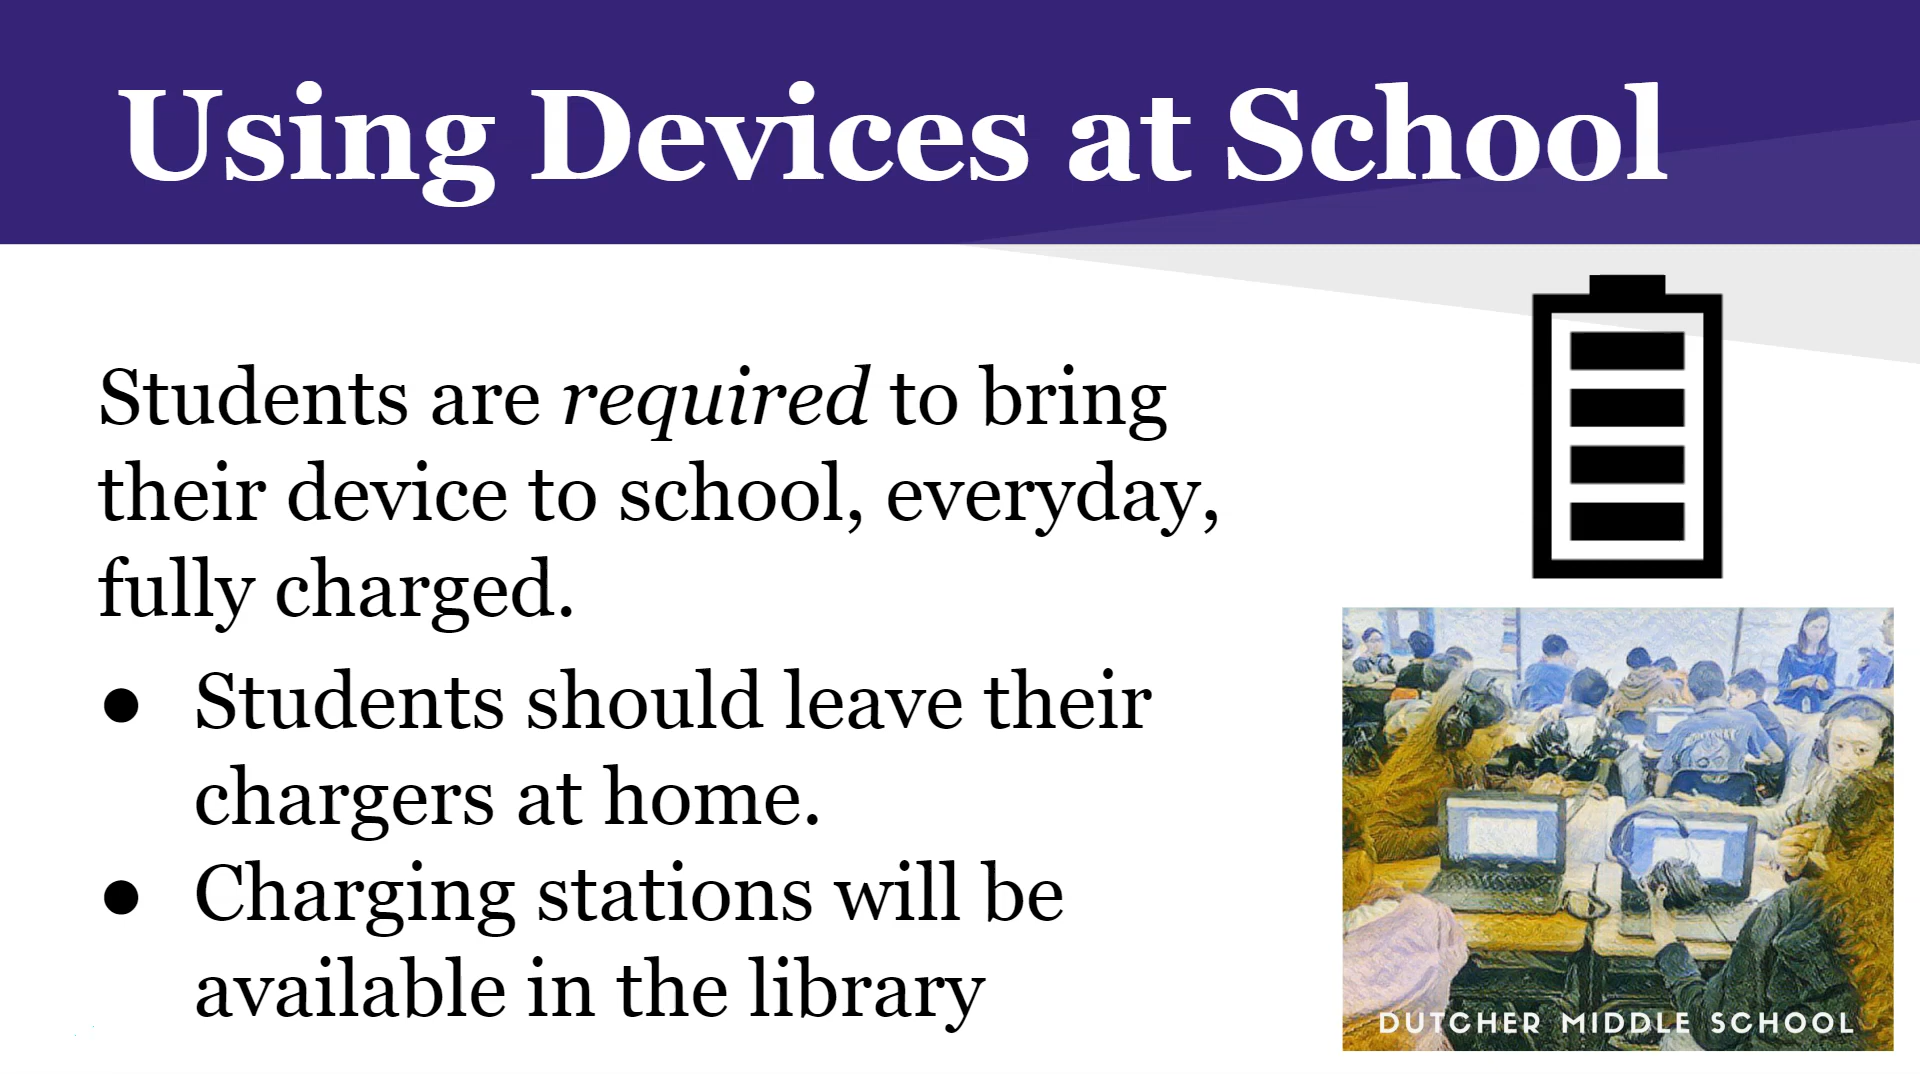 Using Devices at School
Students are required to bring
their device to school, everyday,
fully charged.
● Students should leave their
chargers at home.
● Charging stations will be
available in the library
DUTCHER MIDDLE SCHOOL